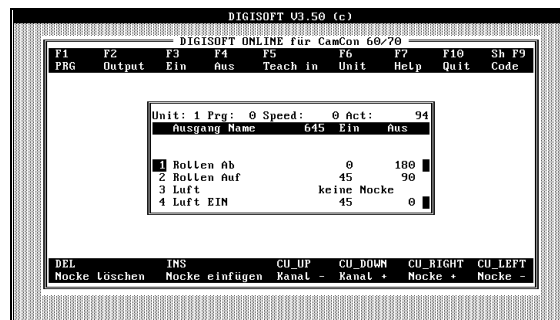 DIGISOFT V3.50 (c)
DIGISOFT ONLINE für CamCon 60/70
F1 F2 F3 F4 F5 F6 F7 F10 Sh F9
PRG Output Ein Aus Teach in Unit Help Quit Code
Unit: 1 Prg: 0 Speed: 0 Act: 94
Ausgang Name 645 Ein Aus
1 Rollen Ab 0 180
2 Rollen Auf 45 90
3 Luft keine Nocke
4 Luft EIN 45 0
DEL INS CU_UP CU_DOWN CU_RIGHT CU_LEFT
Nocke löschen Nocke einfügen Kanal - Kanal + Nocke + Nocke -